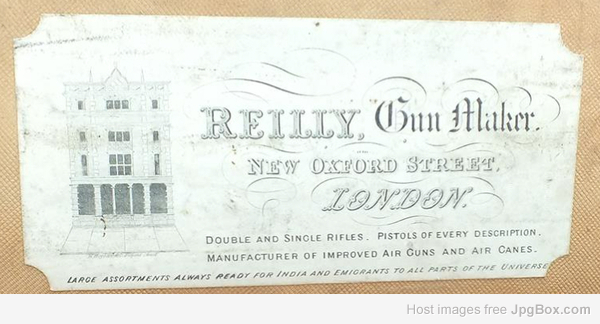 REILLY, Gun Maker.
NEW OXFORD STREET,
LONDON.
DOUBLE AND SINGLE RIFLES. PISTOLS OF EVERY DESCRIPTION.
MANUFACTURER OF IMPROVED AIR GUNS AND AIR CANES.
LARGE ASSORTMENTS ALWAYS READY FOR INDIA AND EMIGRANTS TO ALL PARTS OF THE UNIVERSE
Host images free JpgBox.com